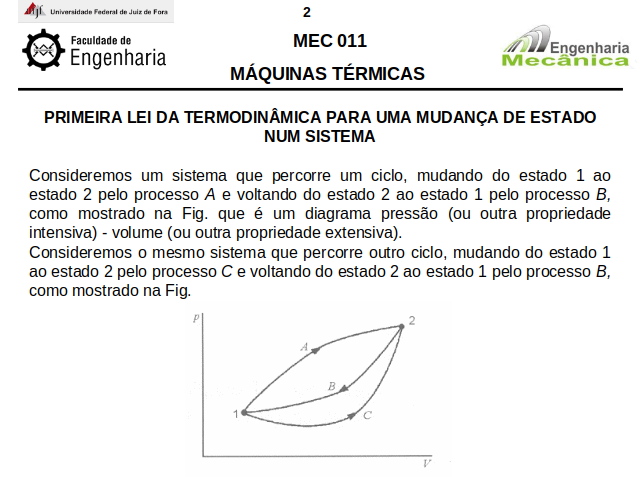 ufjf Universidade Federal de Juiz de Fora
2
Faculdade de
Engenharia
MEC 011
MÁQUINAS TÉRMICAS
Engenharia
Mecânica
PRIMEIRA LEI DA TERMODINÂMICA PARA UMA MUDANÇA DE ESTADO
NUM SISTEMA
Consideremos um sistema que percorre um ciclo, mudando do estado 1 ao
estado 2 pelo processo A e voltando do estado 2 ao estado 1 pelo processo B,
como mostrado na Fig. que é um diagrama pressão (ou outra propriedade
intensiva) - volume (ou outra propriedade extensiva).
Consideremos o mesmo sistema que percorre outro ciclo, mudando do estado 1
ao estado 2 pelo processo C e voltando do estado 2 ao estado 1 pelo processo B,
como mostrado na Fig.
P
2
A
B
1
C
V